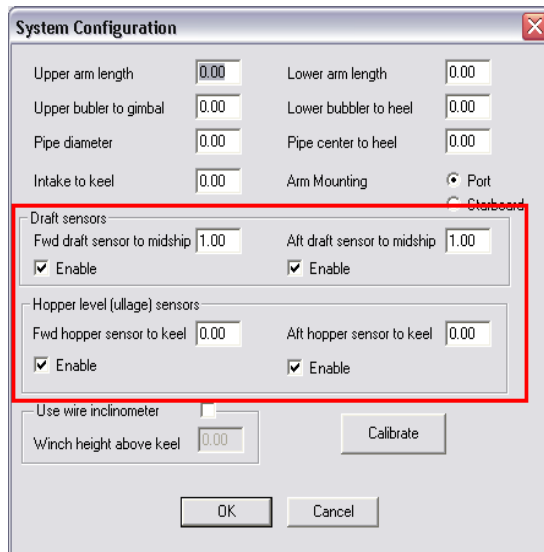 System Configuration
Upper arm length 0.00 Lower arm length 0.00
Upper bubler to gimbal 0.00 Lower bubbler to heel 0.00
Pipe diameter 0.00 Pipe center to heel 0.00
Intake to keel 0.00 Arm Mounting Port
Starboard
Draft sensors
Fwd draft sensor to midship 1.00 Aft draft sensor to midship 1.00
Enable Enable
Hopper level (ullage) sensors
Fwd hopper sensor to keel 0.00 Aft hopper sensor to keel 0.00
Enable Enable
Use wire inclinometer
Winch height above keel 0.00 Calibrate
OK Cancel